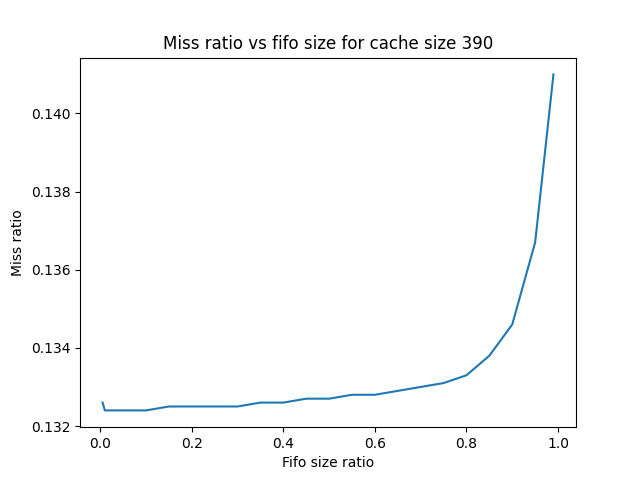 Miss ratio vs fifo size for cache size 390
Miss ratio
0.140
0.138
0.136
0.134
0.132
0.0 0.2 0.4 0.6 0.8 1.0
Fifo size ratio